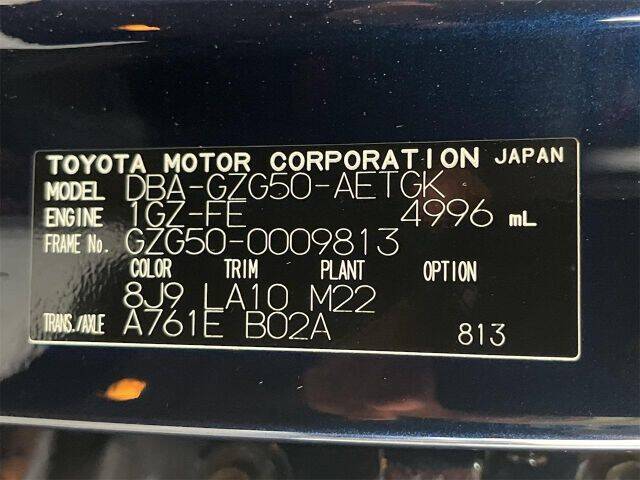 TOYOTA MOTOR CORPORATION JAPAN
MODEL DBA-GZG50-AETGK
ENGINE 1GZ-FE 4996 mL
FRAME No. GZG50-0009813
COLOR TRIM PLANT OPTION
8J9 LA10 M22
TRANS./AXLE A761E B02A 813